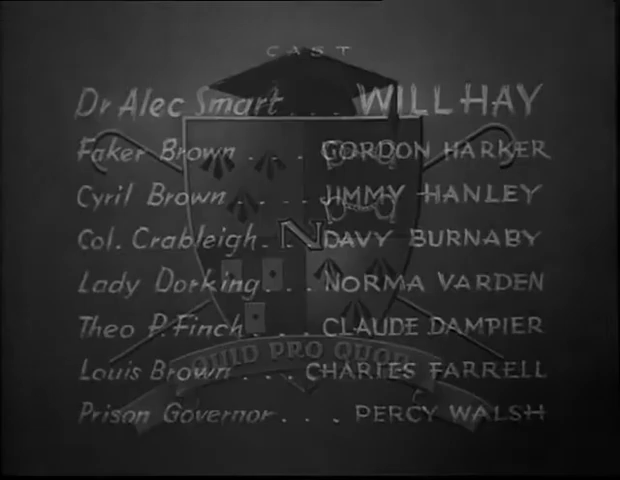 CAST
Dr Alec Smart . . . WILL HAY
Faker Brown . . . . GORDON HARKER
Cyril Brown . . . . JIMMY HANLEY
Col. Crableigh . . . DAVY BURNABY
N
Lady Dorking . . . NORMA VARDEN
Theo P. Finch . . . . CLAUDE DAMPIER
Louis Brown . . . . CHARLES FARRELL
QUID PRO QUOD
Prison Governor . . . . PERCY WALSH